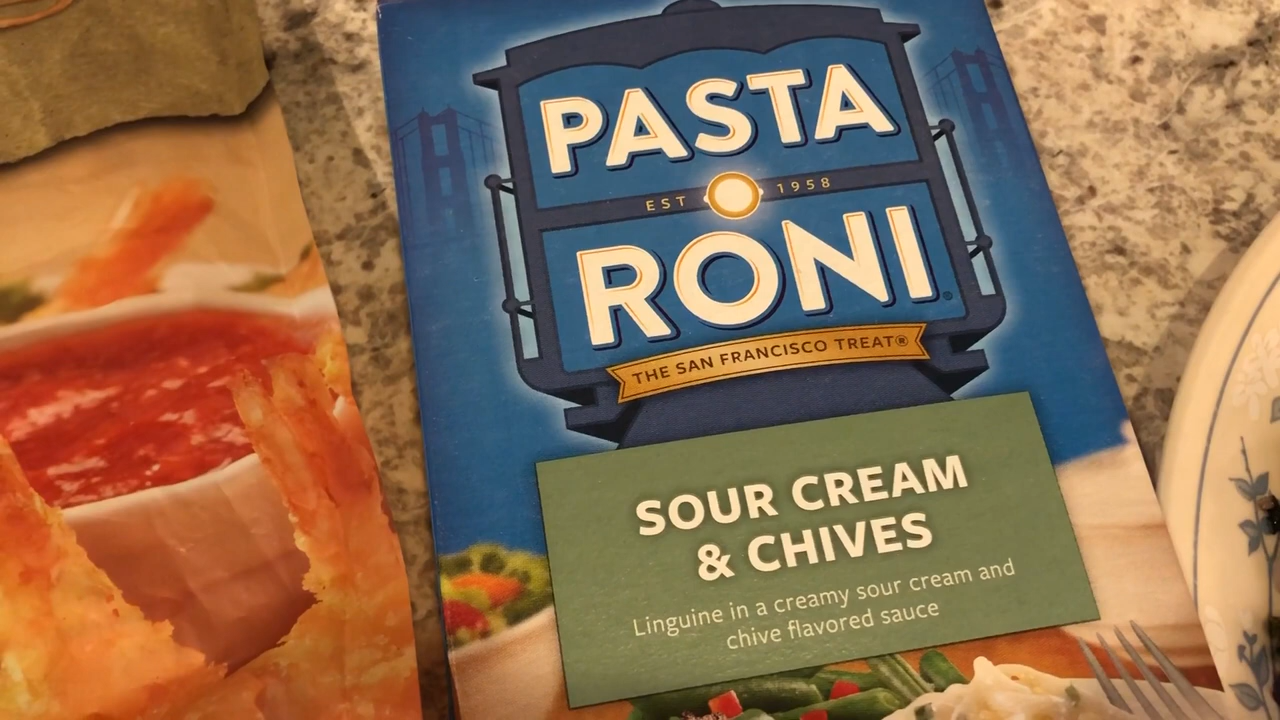 PASTA
EST 1958
RONI®
THE SAN FRANCISCO TREAT®
SOUR CREAM
& CHIVES
Linguine in a creamy sour cream and
chive flavored sauce